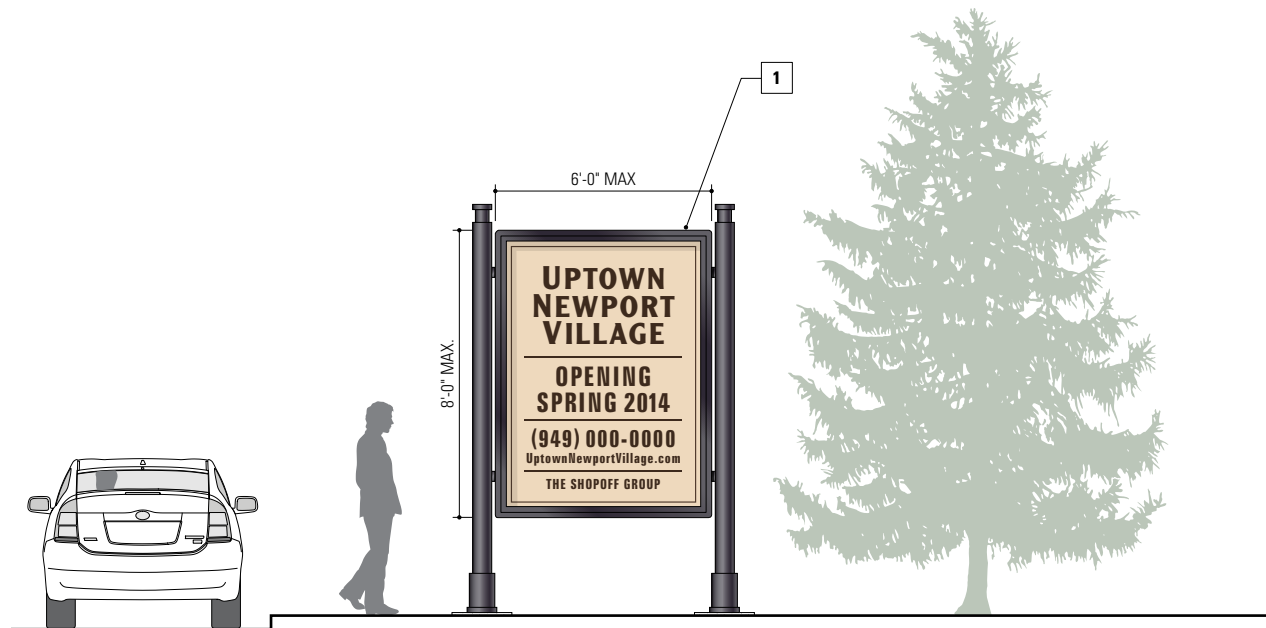 1
6'-0" MAX
8'-0" MAX.
UPTOWN
NEWPORT
VILLAGE
OPENING
SPRING 2014
(949) 000-0000
UptownNewportVillage.com
THE SHOPOFF GROUP